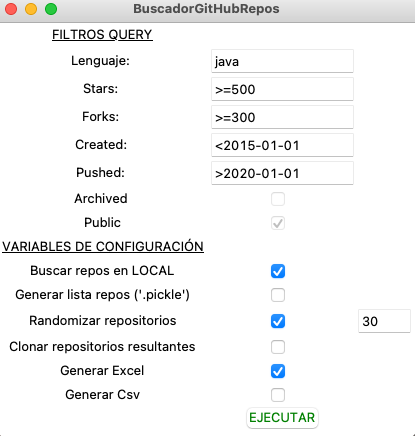 BuscadorGitHubRepos
FILTROS QUERY
Lenguaje: java
Stars: >=500
Forks: >=300
Created: <2015-01-01
Pushed: >2020-01-01
Archived
Public
VARIABLES DE CONFIGURACIÓN
Buscar repos en LOCAL
Generar lista repos ('.pickle')
Randomizar repositorios 30
Clonar repositorios resultantes
Generar Excel
Generar Csv
EJECUTAR